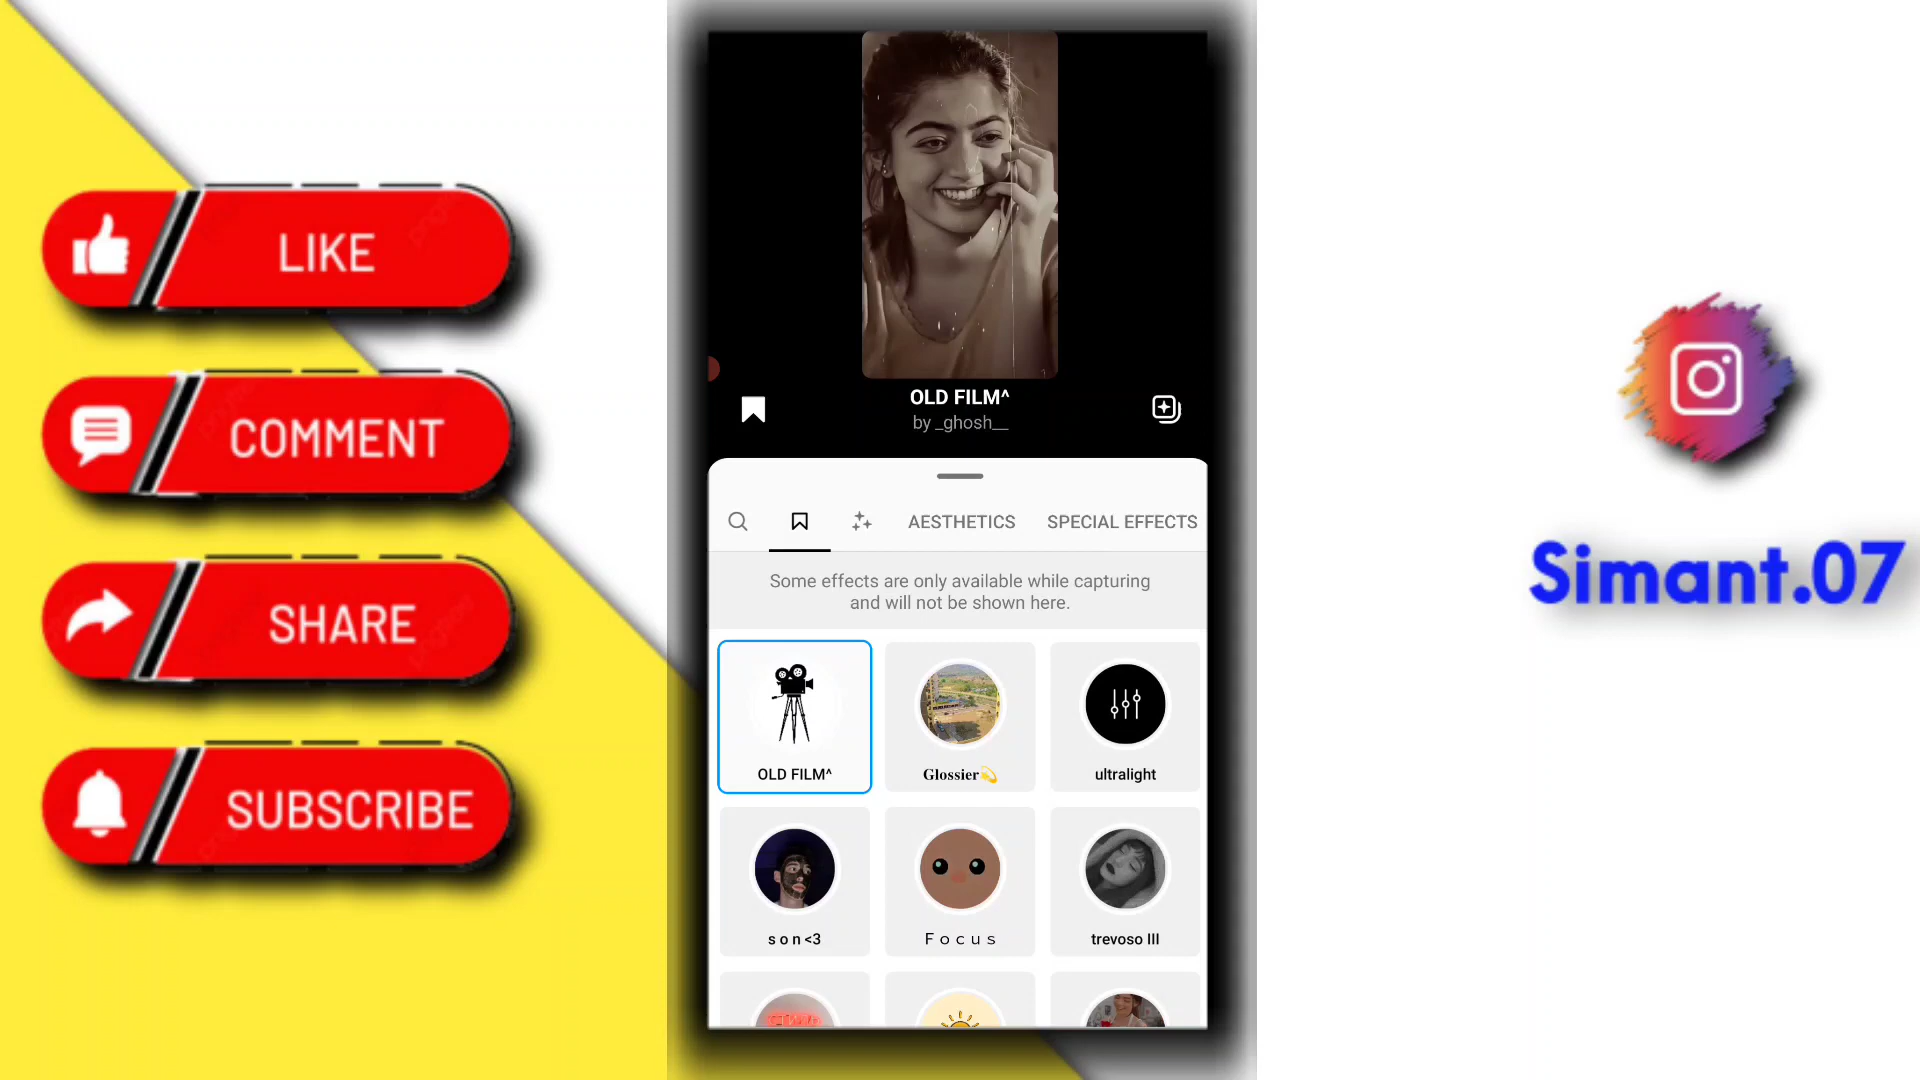 LIKE
COMMENT
SHARE
SUBSCRIBE
OLD FILM^
by _ghosh__
AESTHETICS
SPECIAL EFFECTS
Some effects are only available while capturing
and will not be shown here.
OLD FILM^
Glossier💫
ultralight
s o n <3
F o c u s
trevoso III
Simant.07